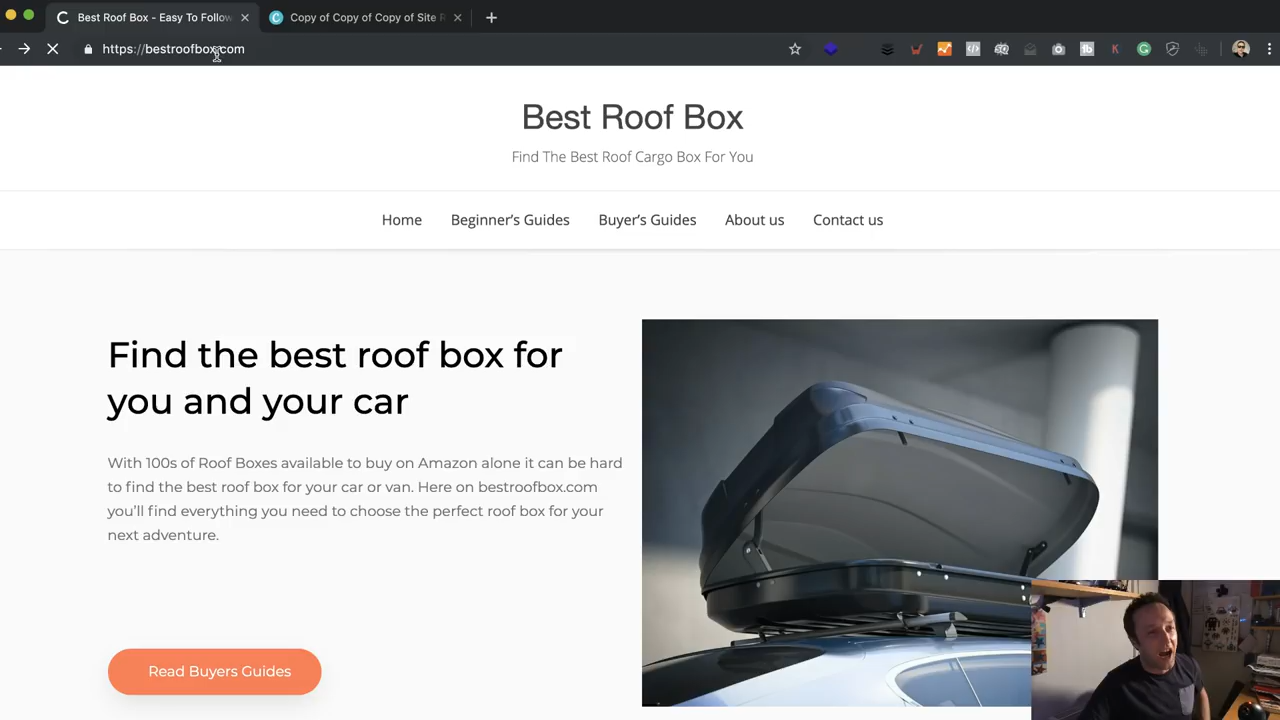 Best Roof Box - Easy To Follow
Copy of Copy of Copy of Site R
https://bestroofbox.com
Best Roof Box
Find The Best Roof Cargo Box For You
Home Beginner’s Guides Buyer’s Guides About us Contact us
Find the best roof box for
you and your car
With 100s of Roof Boxes available to buy on Amazon alone it can be hard
to find the best roof box for your car or van. Here on bestroofbox.com
you’ll find everything you need to choose the perfect roof box for your
next adventure.
Read Buyers Guides